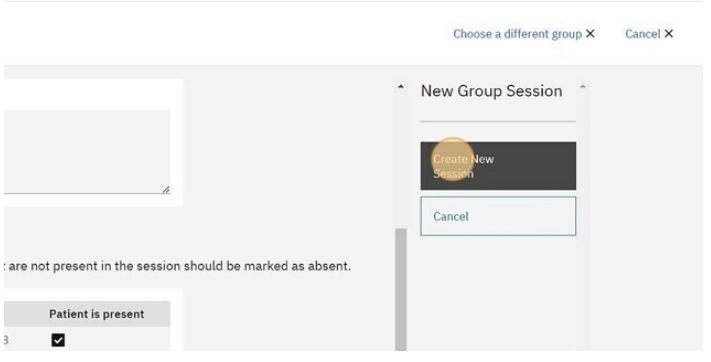 Choose a different group X Cancel X
New Group Session
Create New
Session
Cancel
are not present in the session should be marked as absent.
Patient is present